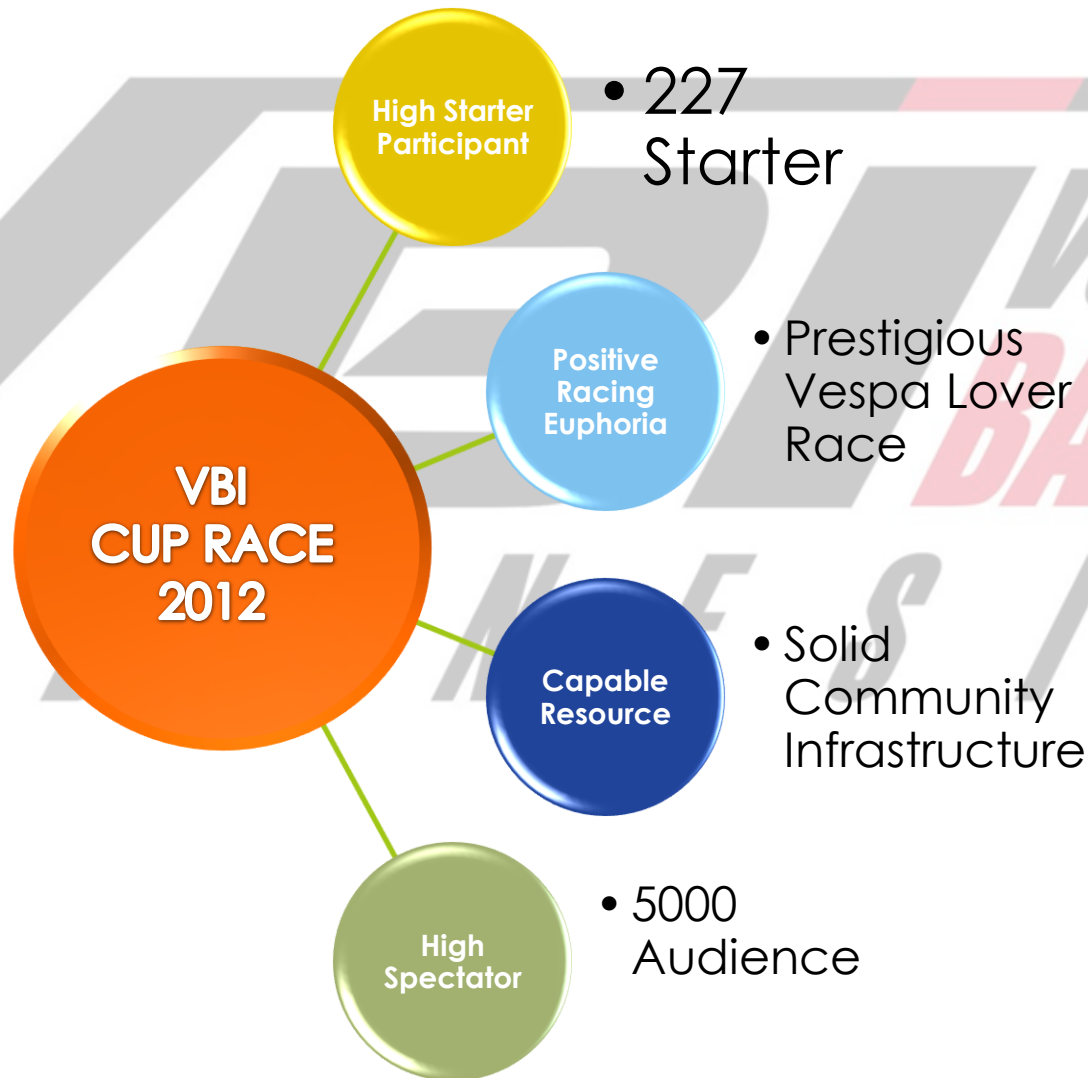 High Starter
Participant
• 227
Starter
Positive
Racing
Euphoria
• Prestigious
Vespa Lover
Race
VBI
CUP RACE
2012
Capable
Resource
• Solid
Community
Infrastructure
High
Spectator
• 5000
Audience